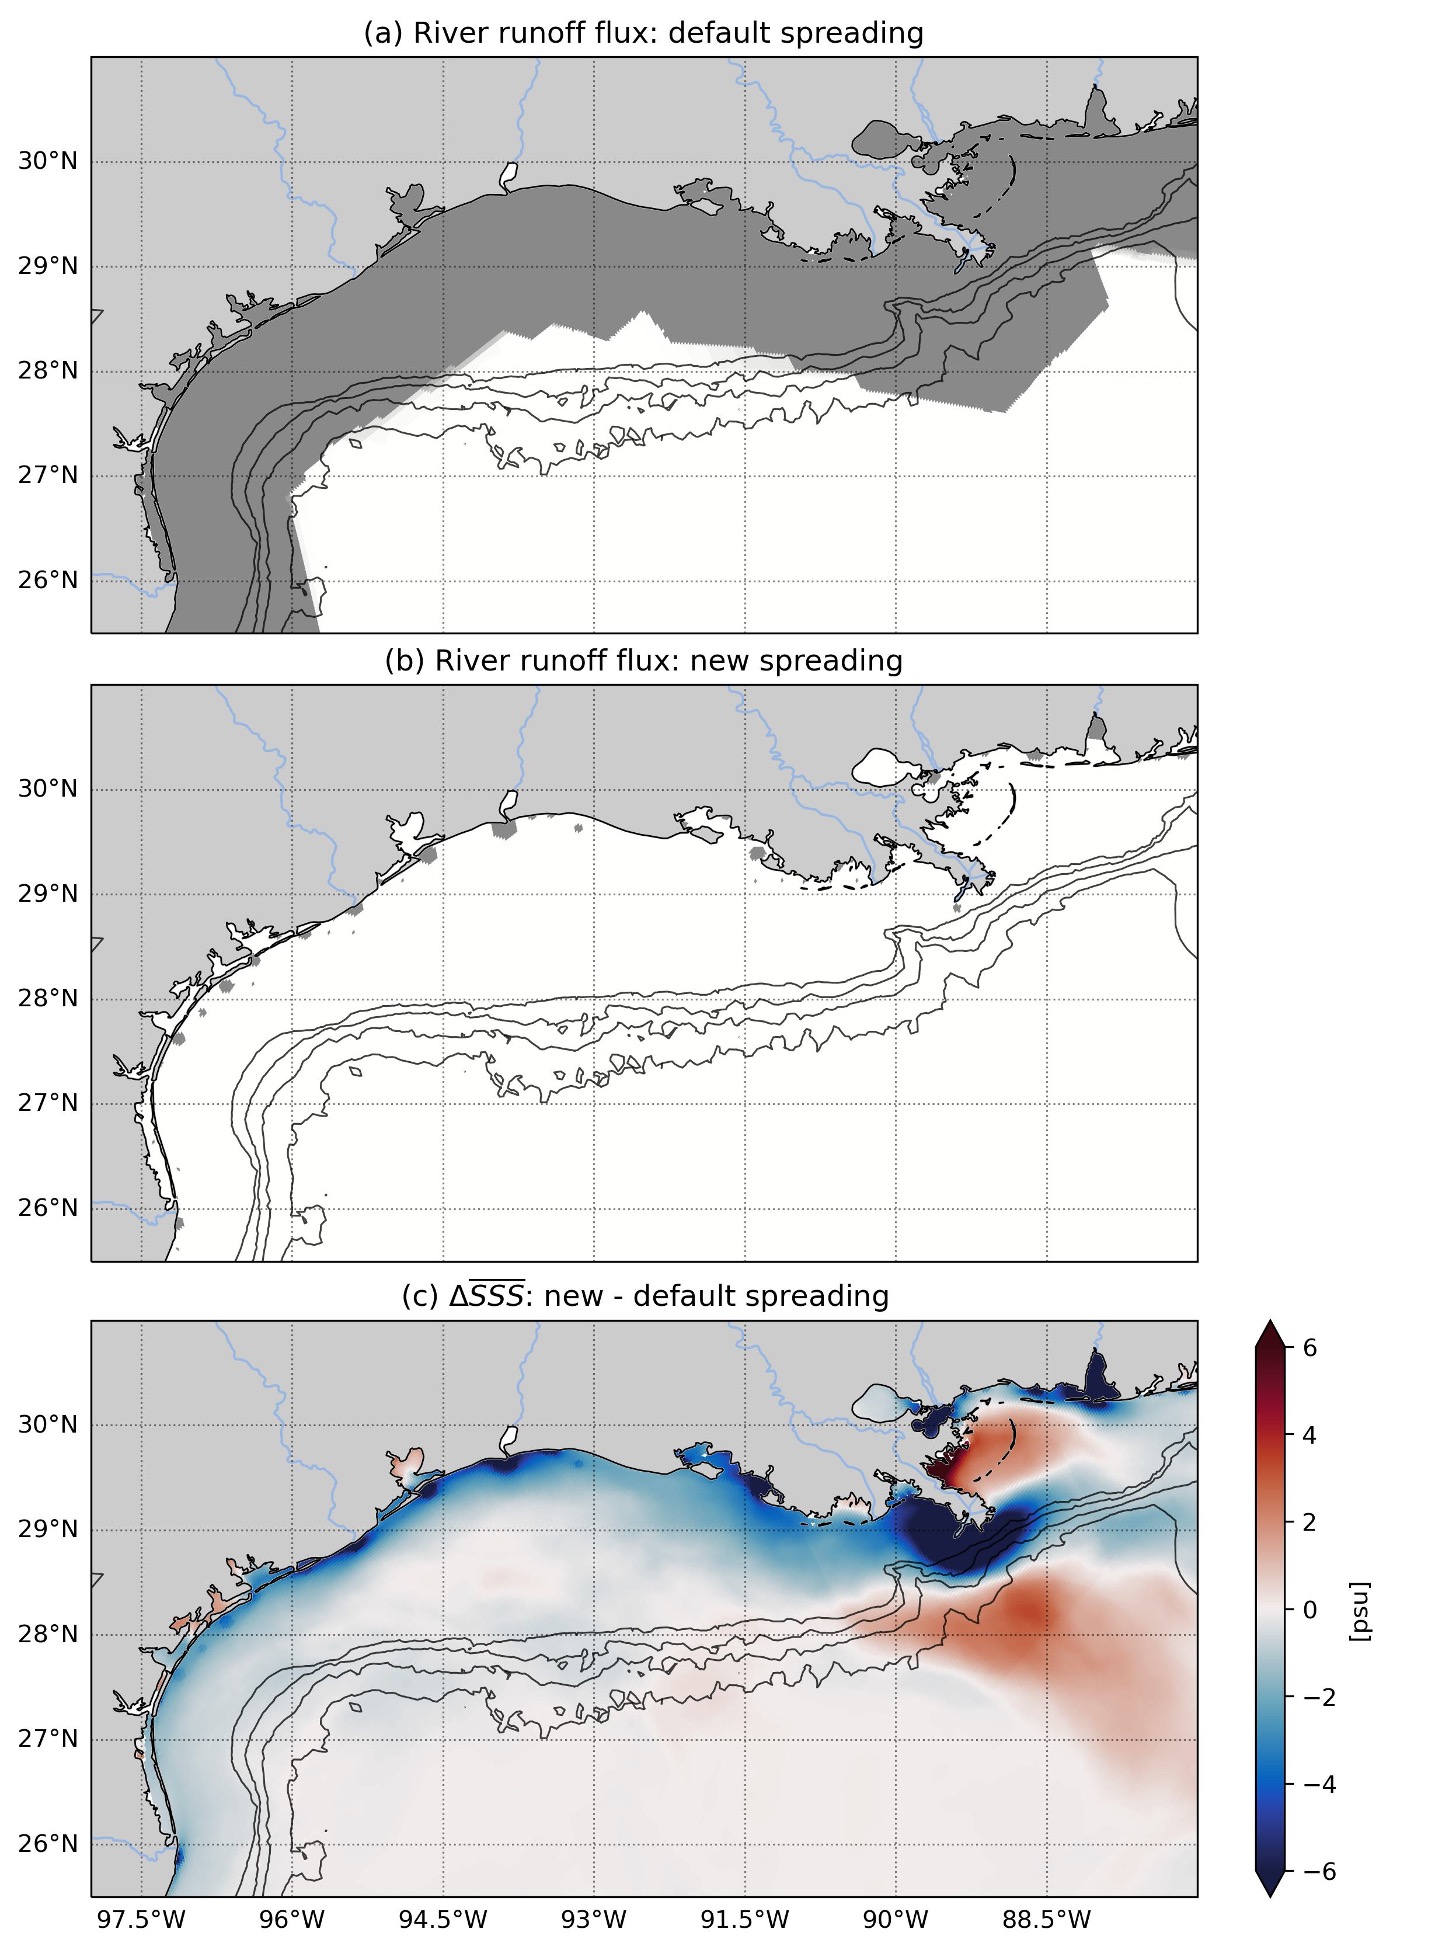 (a) River runoff flux: default spreading
30°N
29°N
28°N
27°N
26°N
(b) River runoff flux: new spreading
30°N
29°N
28°N
27°N
26°N
(c) Δ\overline{SSS}: new - default spreading
30°N
29°N
28°N
27°N
26°N
97.5°W 96°W 94.5°W 93°W 91.5°W 90°W 88.5°W
6
4
2
0
−2
−4
−6
[psu]